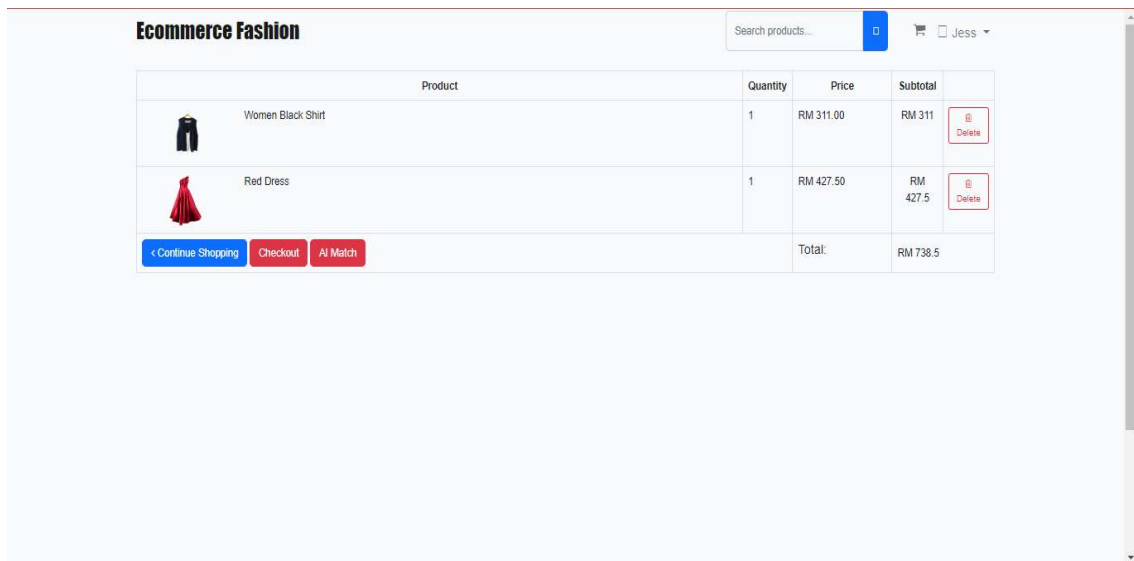 Ecommerce Fashion
Search products...
Jess
Product Quantity Price Subtotal
Women Black Shirt 1 RM 311.00 RM 311
Delete
Red Dress 1 RM 427.50 RM
427.5
Delete
< Continue Shopping Checkout AI Match Total: RM 738.5